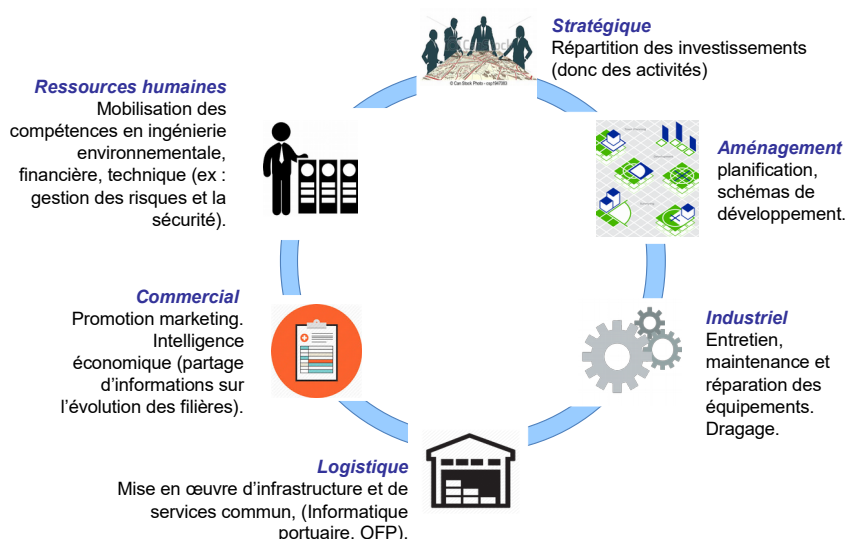 Stratégique
Répartition des investissements
(donc des activités)
© Can Stock Photo
Aménagement
planification,
schémas de
développement.
Industriel
Entretien,
maintenance et
réparation des
équipements.
Dragage.
Logistique
Mise en œuvre d’infrastructure et de
services commun, (Informatique
portuaire, OFP).
Commercial
Promotion marketing.
Intelligence
économique (partage
d’informations sur
l’évolution des filières).
Ressources humaines
Mobilisation des
compétences en ingénierie
environnementale,
financière, technique (ex :
gestion des risques et la
sécurité).